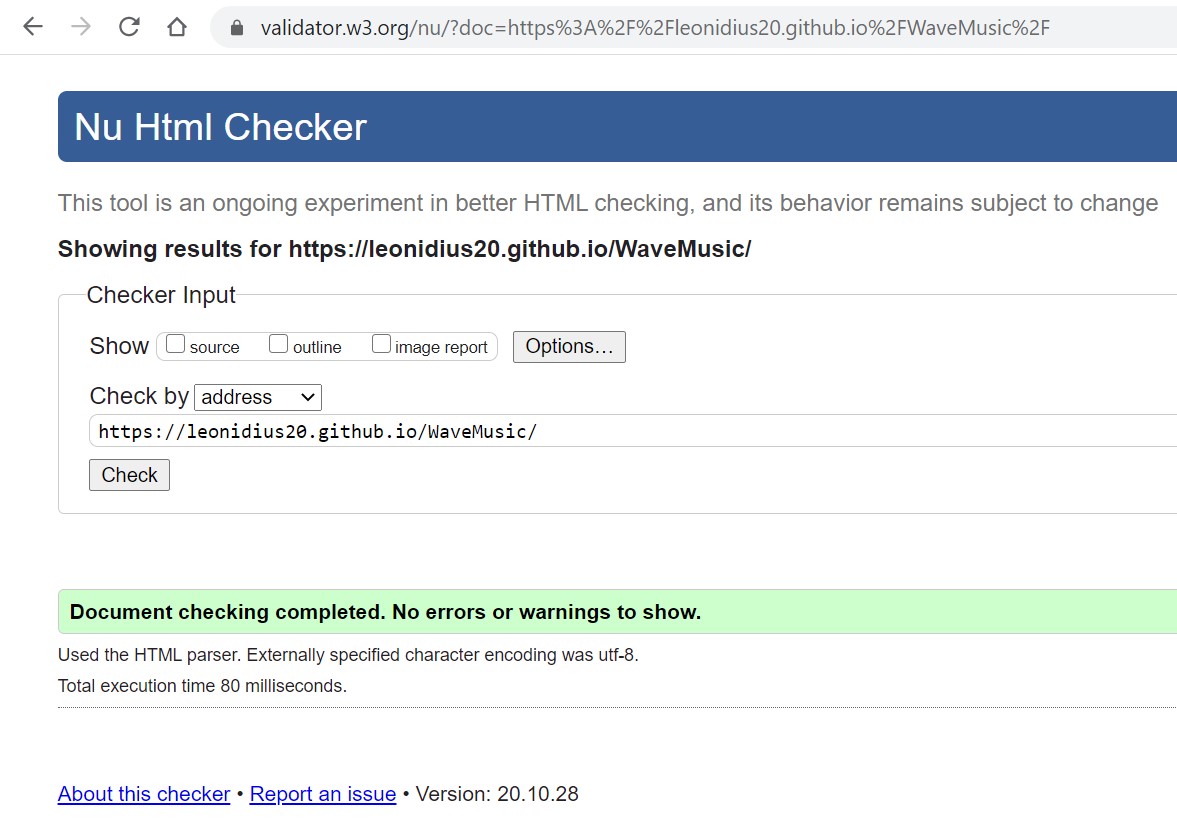 validator.w3.org/nu/?doc=https%3A%2F%2Fleonidius20.github.io%2FWaveMusic%2F
Nu Html Checker
This tool is an ongoing experiment in better HTML checking, and its behavior remains subject to change
Showing results for https://leonidius20.github.io/WaveMusic/
Checker Input
Show source outline image report Options...
Check by address
https://leonidius20.github.io/WaveMusic/
Check
Document checking completed. No errors or warnings to show.
Used the HTML parser. Externally specified character encoding was utf-8.
Total execution time 80 milliseconds.
About this checker • Report an issue • Version: 20.10.28